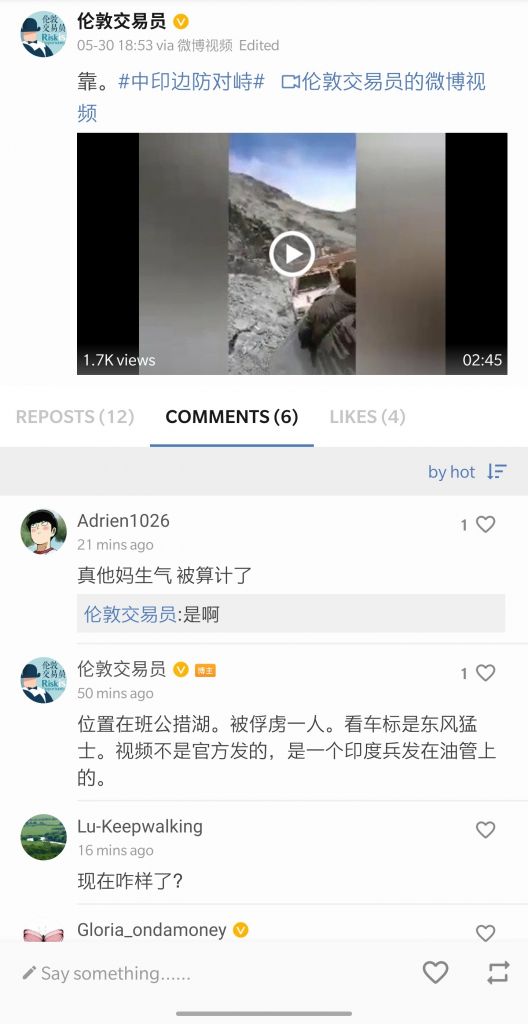 伦敦交易员
05-30 18:53 via 微博视频 Edited
靠。#中印边防对峙# 伦敦交易员的微博视
频
1.7K views 02:45
REPOSTS (12) COMMENTS (6) LIKES (4)
by hot
Adrien1026
1
21 mins ago
真他妈生气 被算计了
伦敦交易员:是啊
伦敦交易员 博主
1
50 mins ago
位置在班公措湖。被俘虏一人。看车标是东风猛
士。视频不是官方发的，是一个印度兵发在油管上
的。
Lu-Keepwalking
16 mins ago
现在咋样了?
Gloria_ondamoney
Say something......